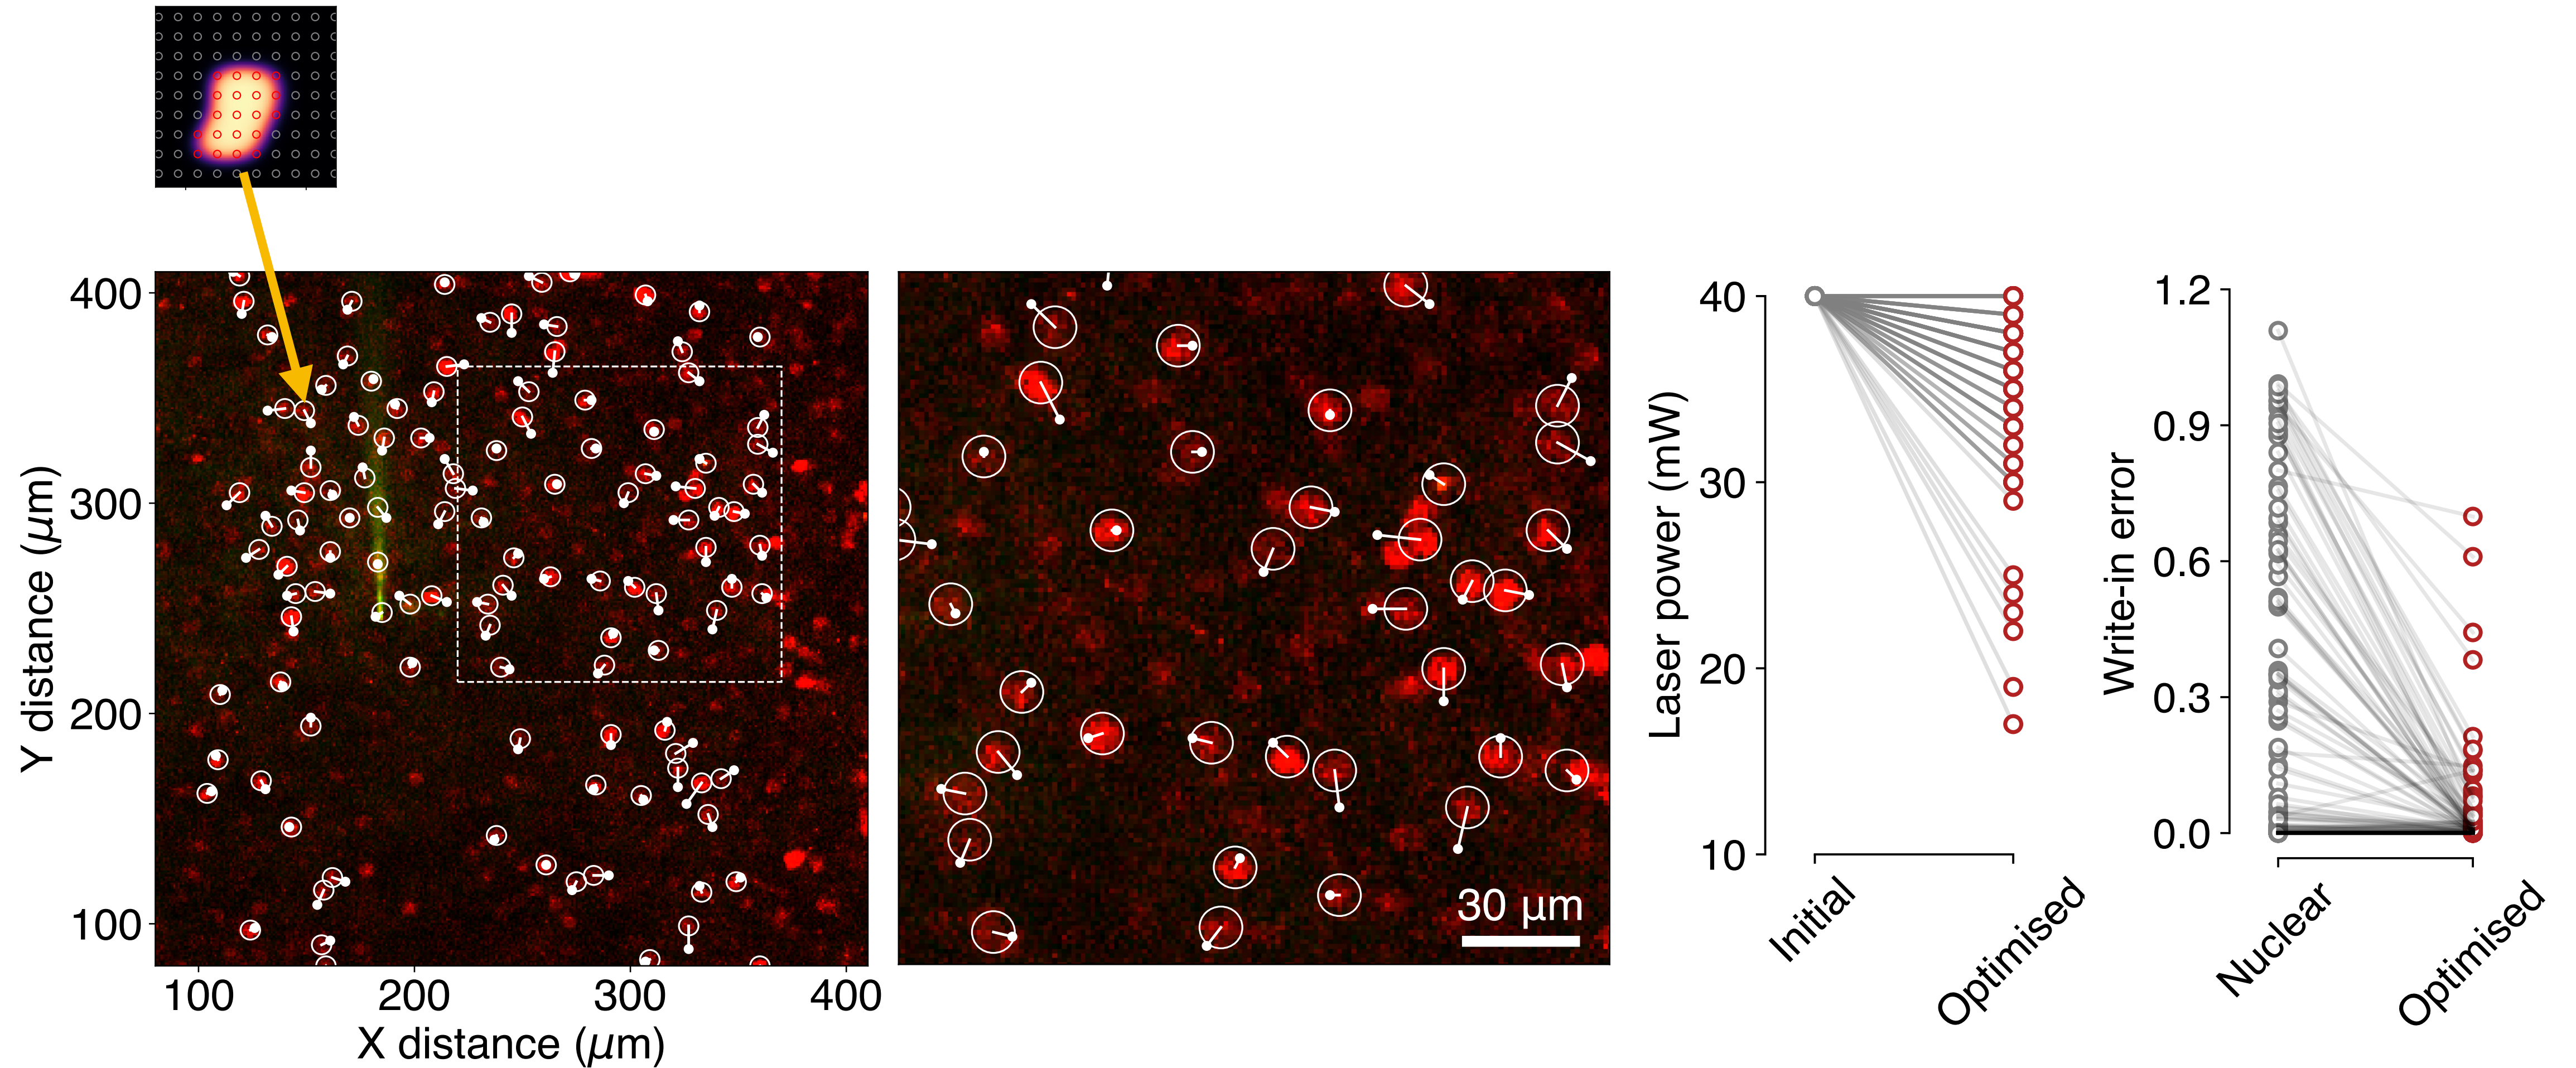 400
300
200
100
Y distance (μm)
100 200 300 400
X distance (μm)
30 μm
Laser power (mW)
40
30
20
10
Initial
Optimised
Write-in error
1.2
0.9
0.6
0.3
0.0
Nuclear
Optimised